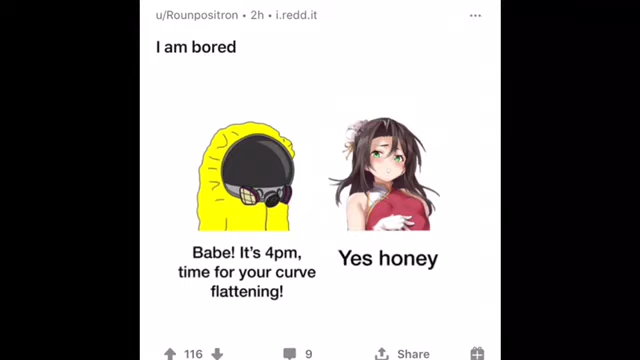 u/Rounpositron • 2h • i.redd.it
I am bored
Babe! It's 4pm,
time for your curve
flattening!
Yes honey
116
9
Share